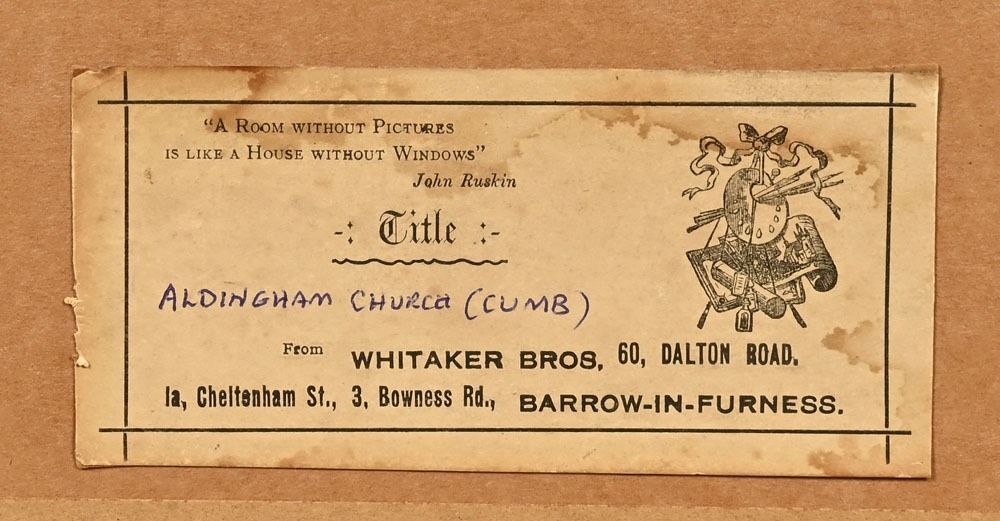 "A Room without Pictures
is like a House without Windows"
John Ruskin
-: Title :-
ALDINGHAM CHURCH (CUMB)
From WHITAKER BROS, 60, DALTON ROAD.
1a, Cheltenham St., 3, Bowness Rd., BARROW-IN-FURNESS.